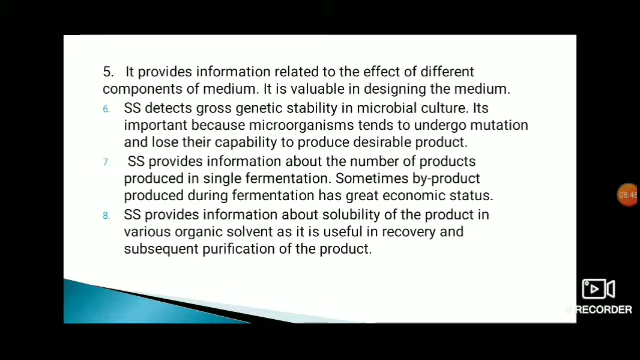 5. It provides information related to the effect of different
components of medium. It is valuable in designing the medium.
6. SS detects gross genetic stability in microbial culture. Its
important because microorganisms tends to undergo mutation
and lose their capability to produce desirable product.
7. SS provides information about the number of products
produced in single fermentation. Sometimes by-product
produced during fermentation has great economic status.
8. SS provides information about solubility of the product in
various organic solvent as it is useful in recovery and
subsequent purification of the product.
RECORDER